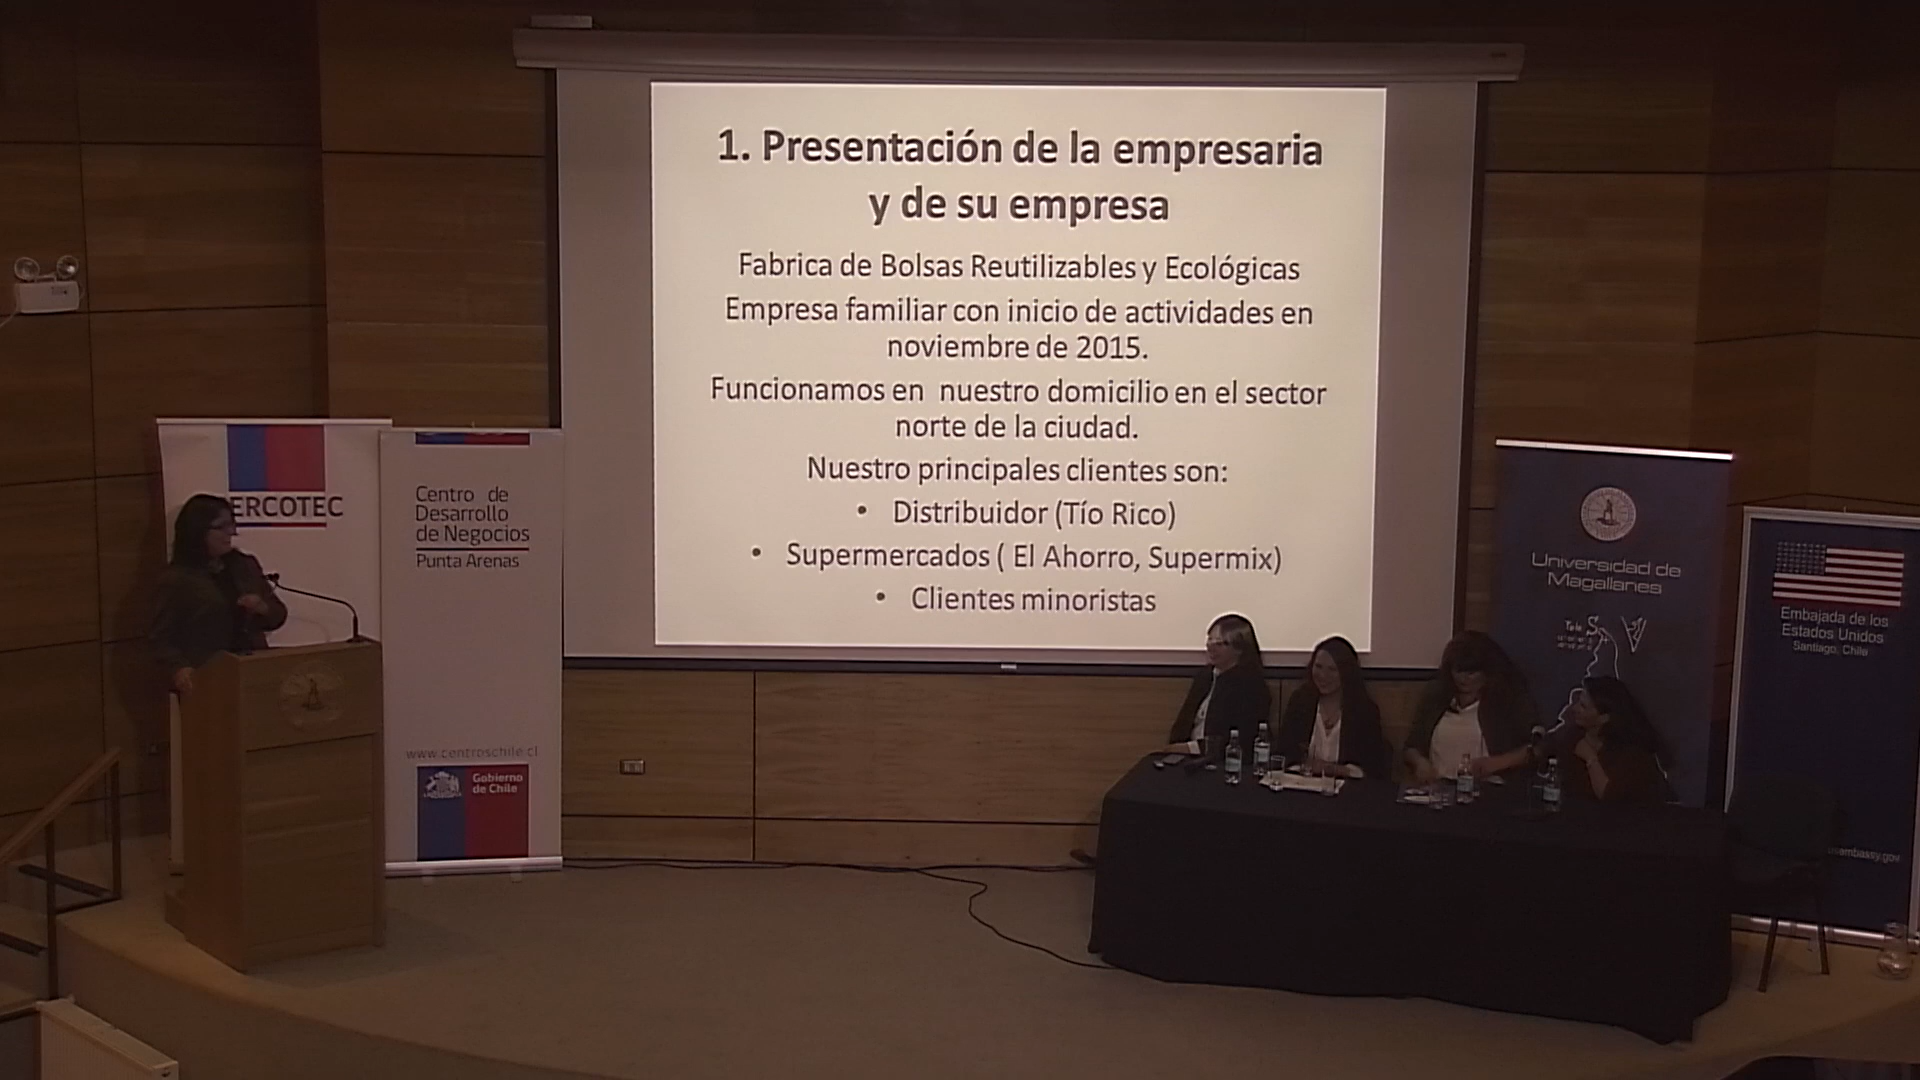 1. Presentación de la empresaria
y de su empresa
Fabrica de Bolsas Reutilizables y Ecológicas
Empresa familiar con inicio de actividades en
noviembre de 2015.
Funcionamos en nuestro domicilio en el sector
norte de la ciudad.
Nuestro principales clientes son:
• Distribuidor (Tío Rico)
• Supermercados ( El Ahorro, Supermix)
• Clientes minoristas
ERCOTEC
Centro de
Desarrollo
de Negocios
Punta Arenas
www.centroschile.cl
Gobierno
de Chile
Universidad de
Magallanes
Embajada de los
Estados Unidos
Santiago, Chile